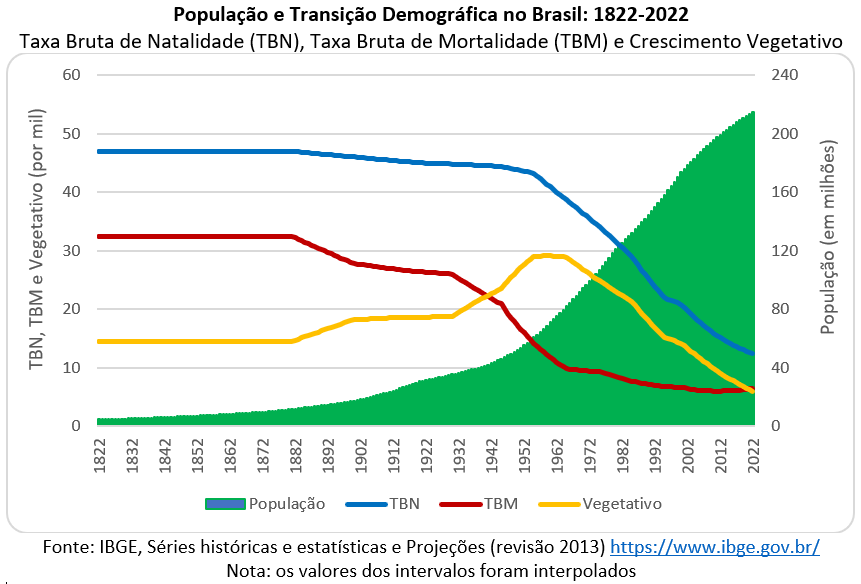 População e Transição Demográfica no Brasil: 1822-2022
Taxa Bruta de Natalidade (TBN), Taxa Bruta de Mortalidade (TBM) e Crescimento Vegetativo
TBN, TBM e Vegetativo (por mil)
60
50
40
30
20
10
0
240
200
160
120
80
40
0
População (em milhões)
1822 1832 1842 1852 1862 1872 1882 1892 1902 1912 1922 1932 1942 1952 1962 1972 1982 1992 2002 2012 2022
População TBN TBM Vegetativo
Fonte: IBGE, Séries históricas e estatísticas e Projeções (revisão 2013) https://www.ibge.gov.br/
Nota: os valores dos intervalos foram interpolados